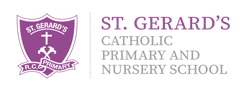 ST. GERARD'S
R.C. PRIMARY
ST. GERARD'S
CATHOLIC
PRIMARY AND
NURSERY SCHOOL